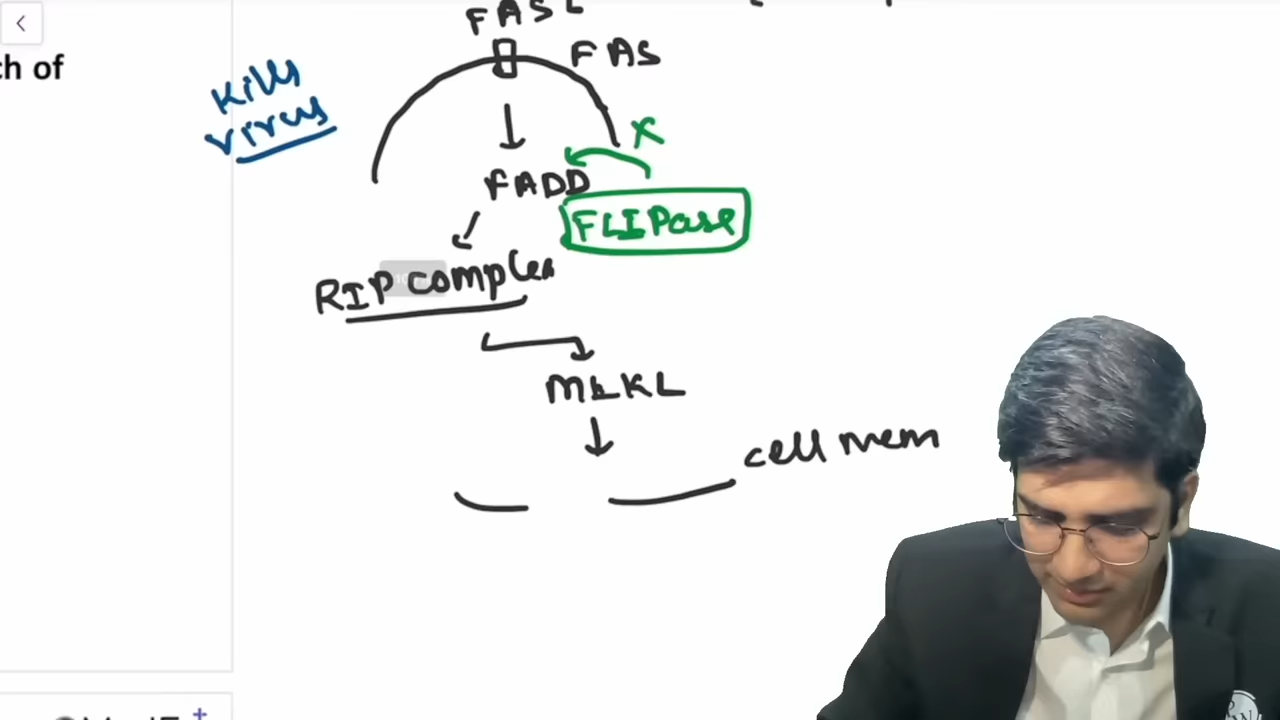 FASL
FAS
ch of
Kills
virus
X
FADD
FLIPase
RIP complex
MLKL
cell mem